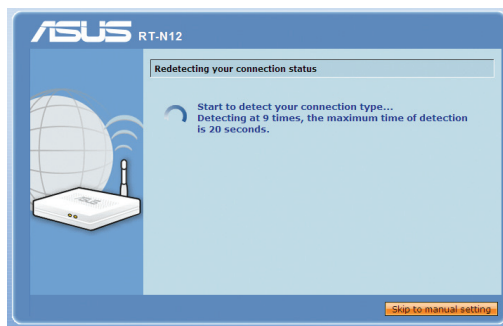 ASUS RT-N12
Redetecting your connection status
Start to detect your connection type...
Detecting at 9 times, the maximum time of detection
is 20 seconds.
ASUS
Skip to manual setting